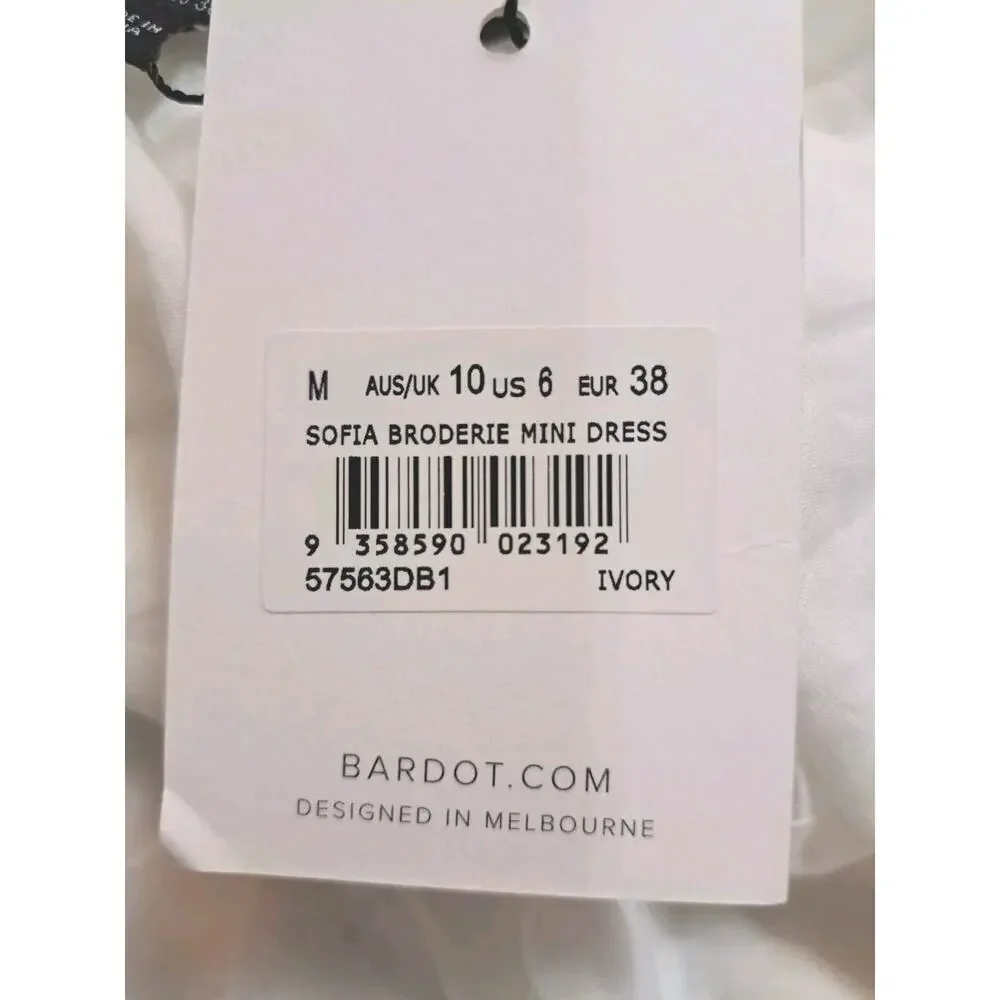 M AUS/UK 10 US 6 EUR 38
SOFIA BRODERIE MINI DRESS
9 358590 023192
57563DB1 IVORY
BARDOT.COM
DESIGNED IN MELBOURNE